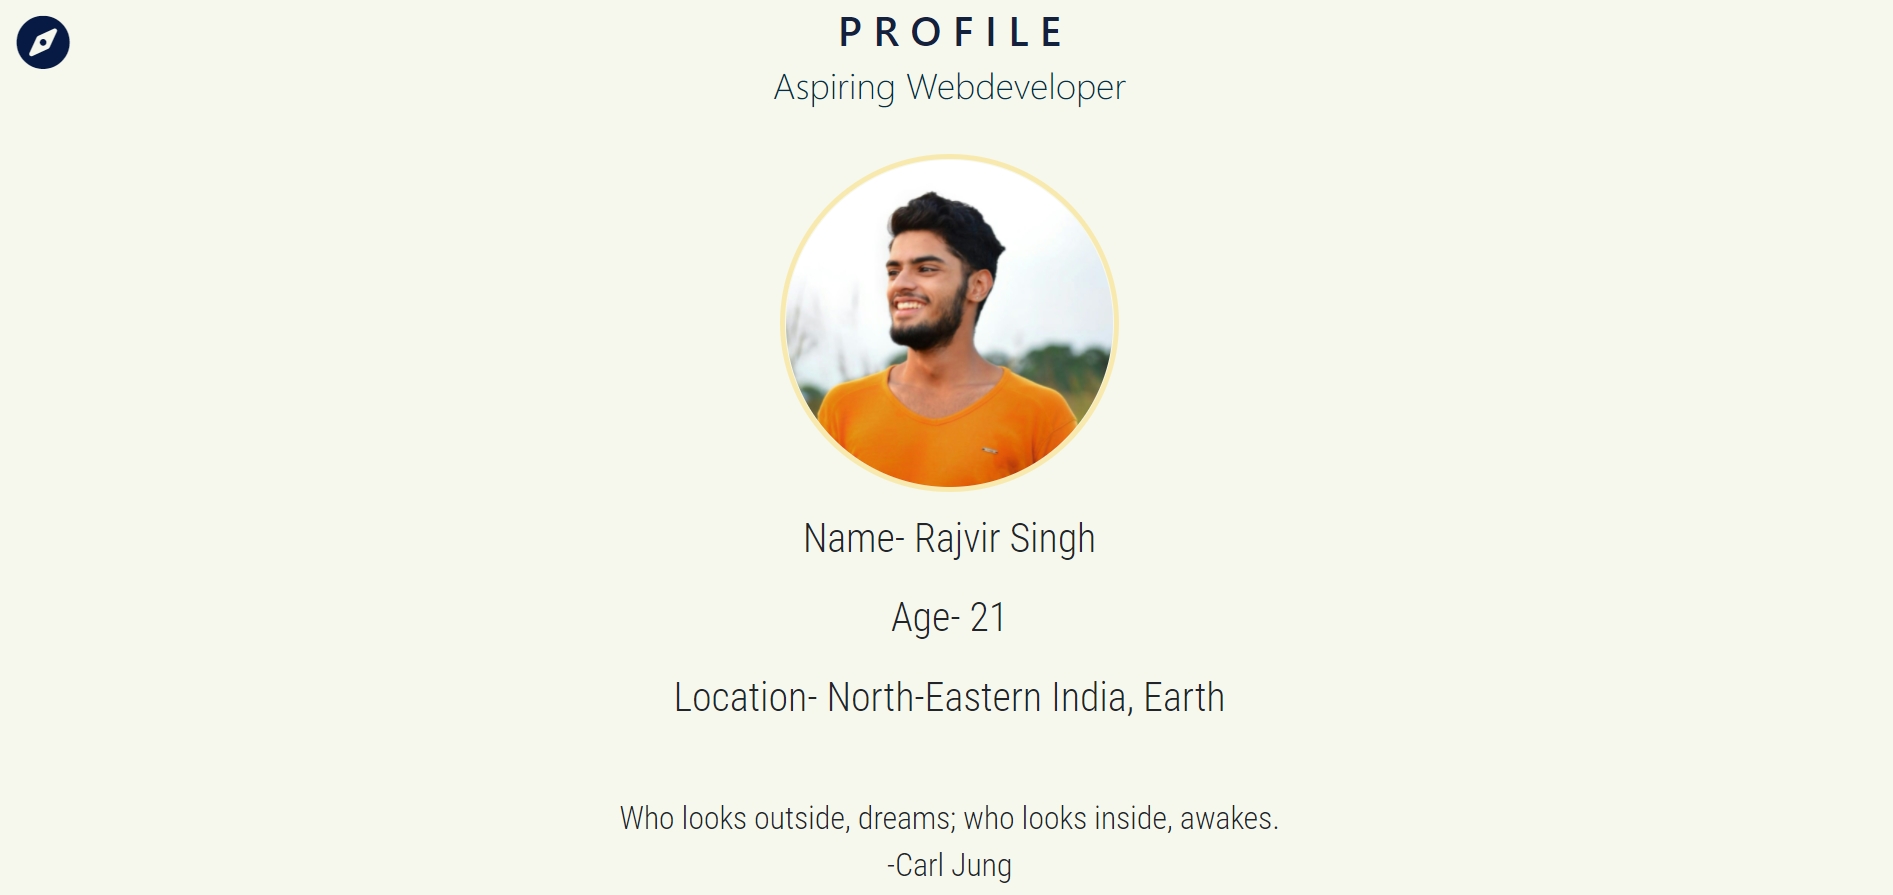 PROFILE
Aspiring Webdeveloper
Name- Rajvir Singh
Age- 21
Location- North-Eastern India, Earth
Who looks outside, dreams; who looks inside, awakes.
-Carl Jung